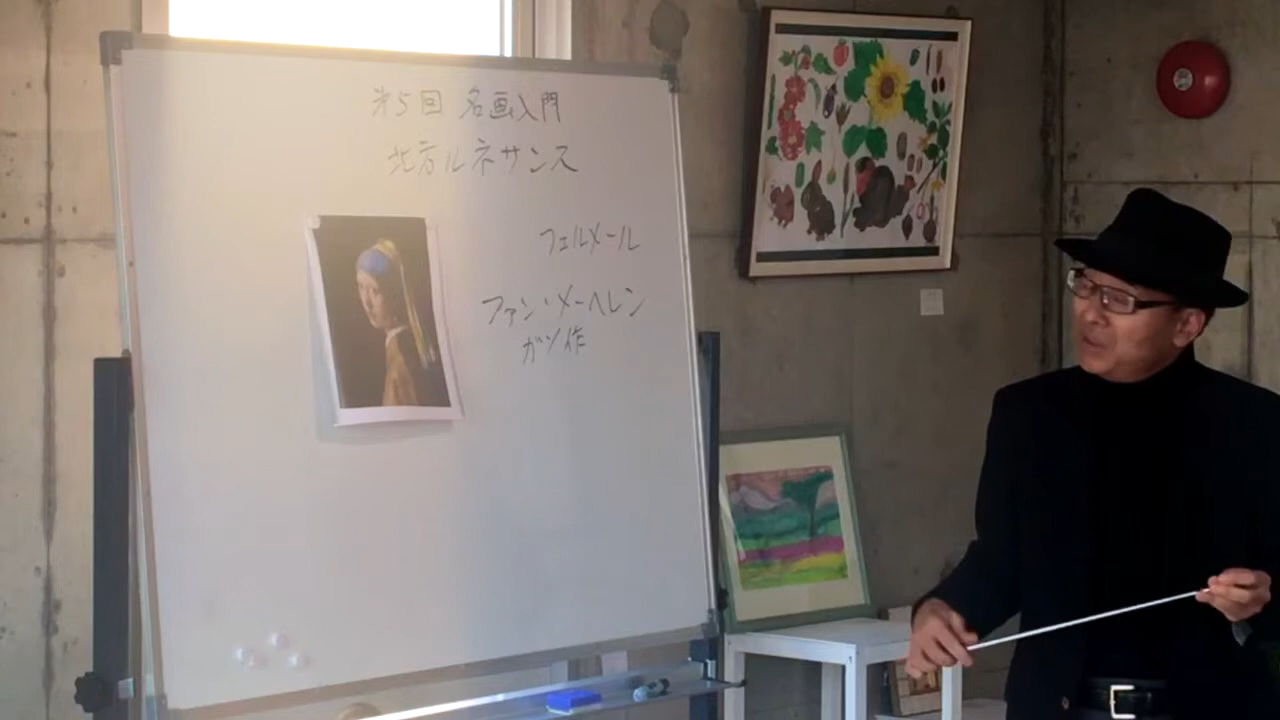 第5回 名画入門
北方ルネサンス
フェルメール
ファン・メーヘレン
ガン作